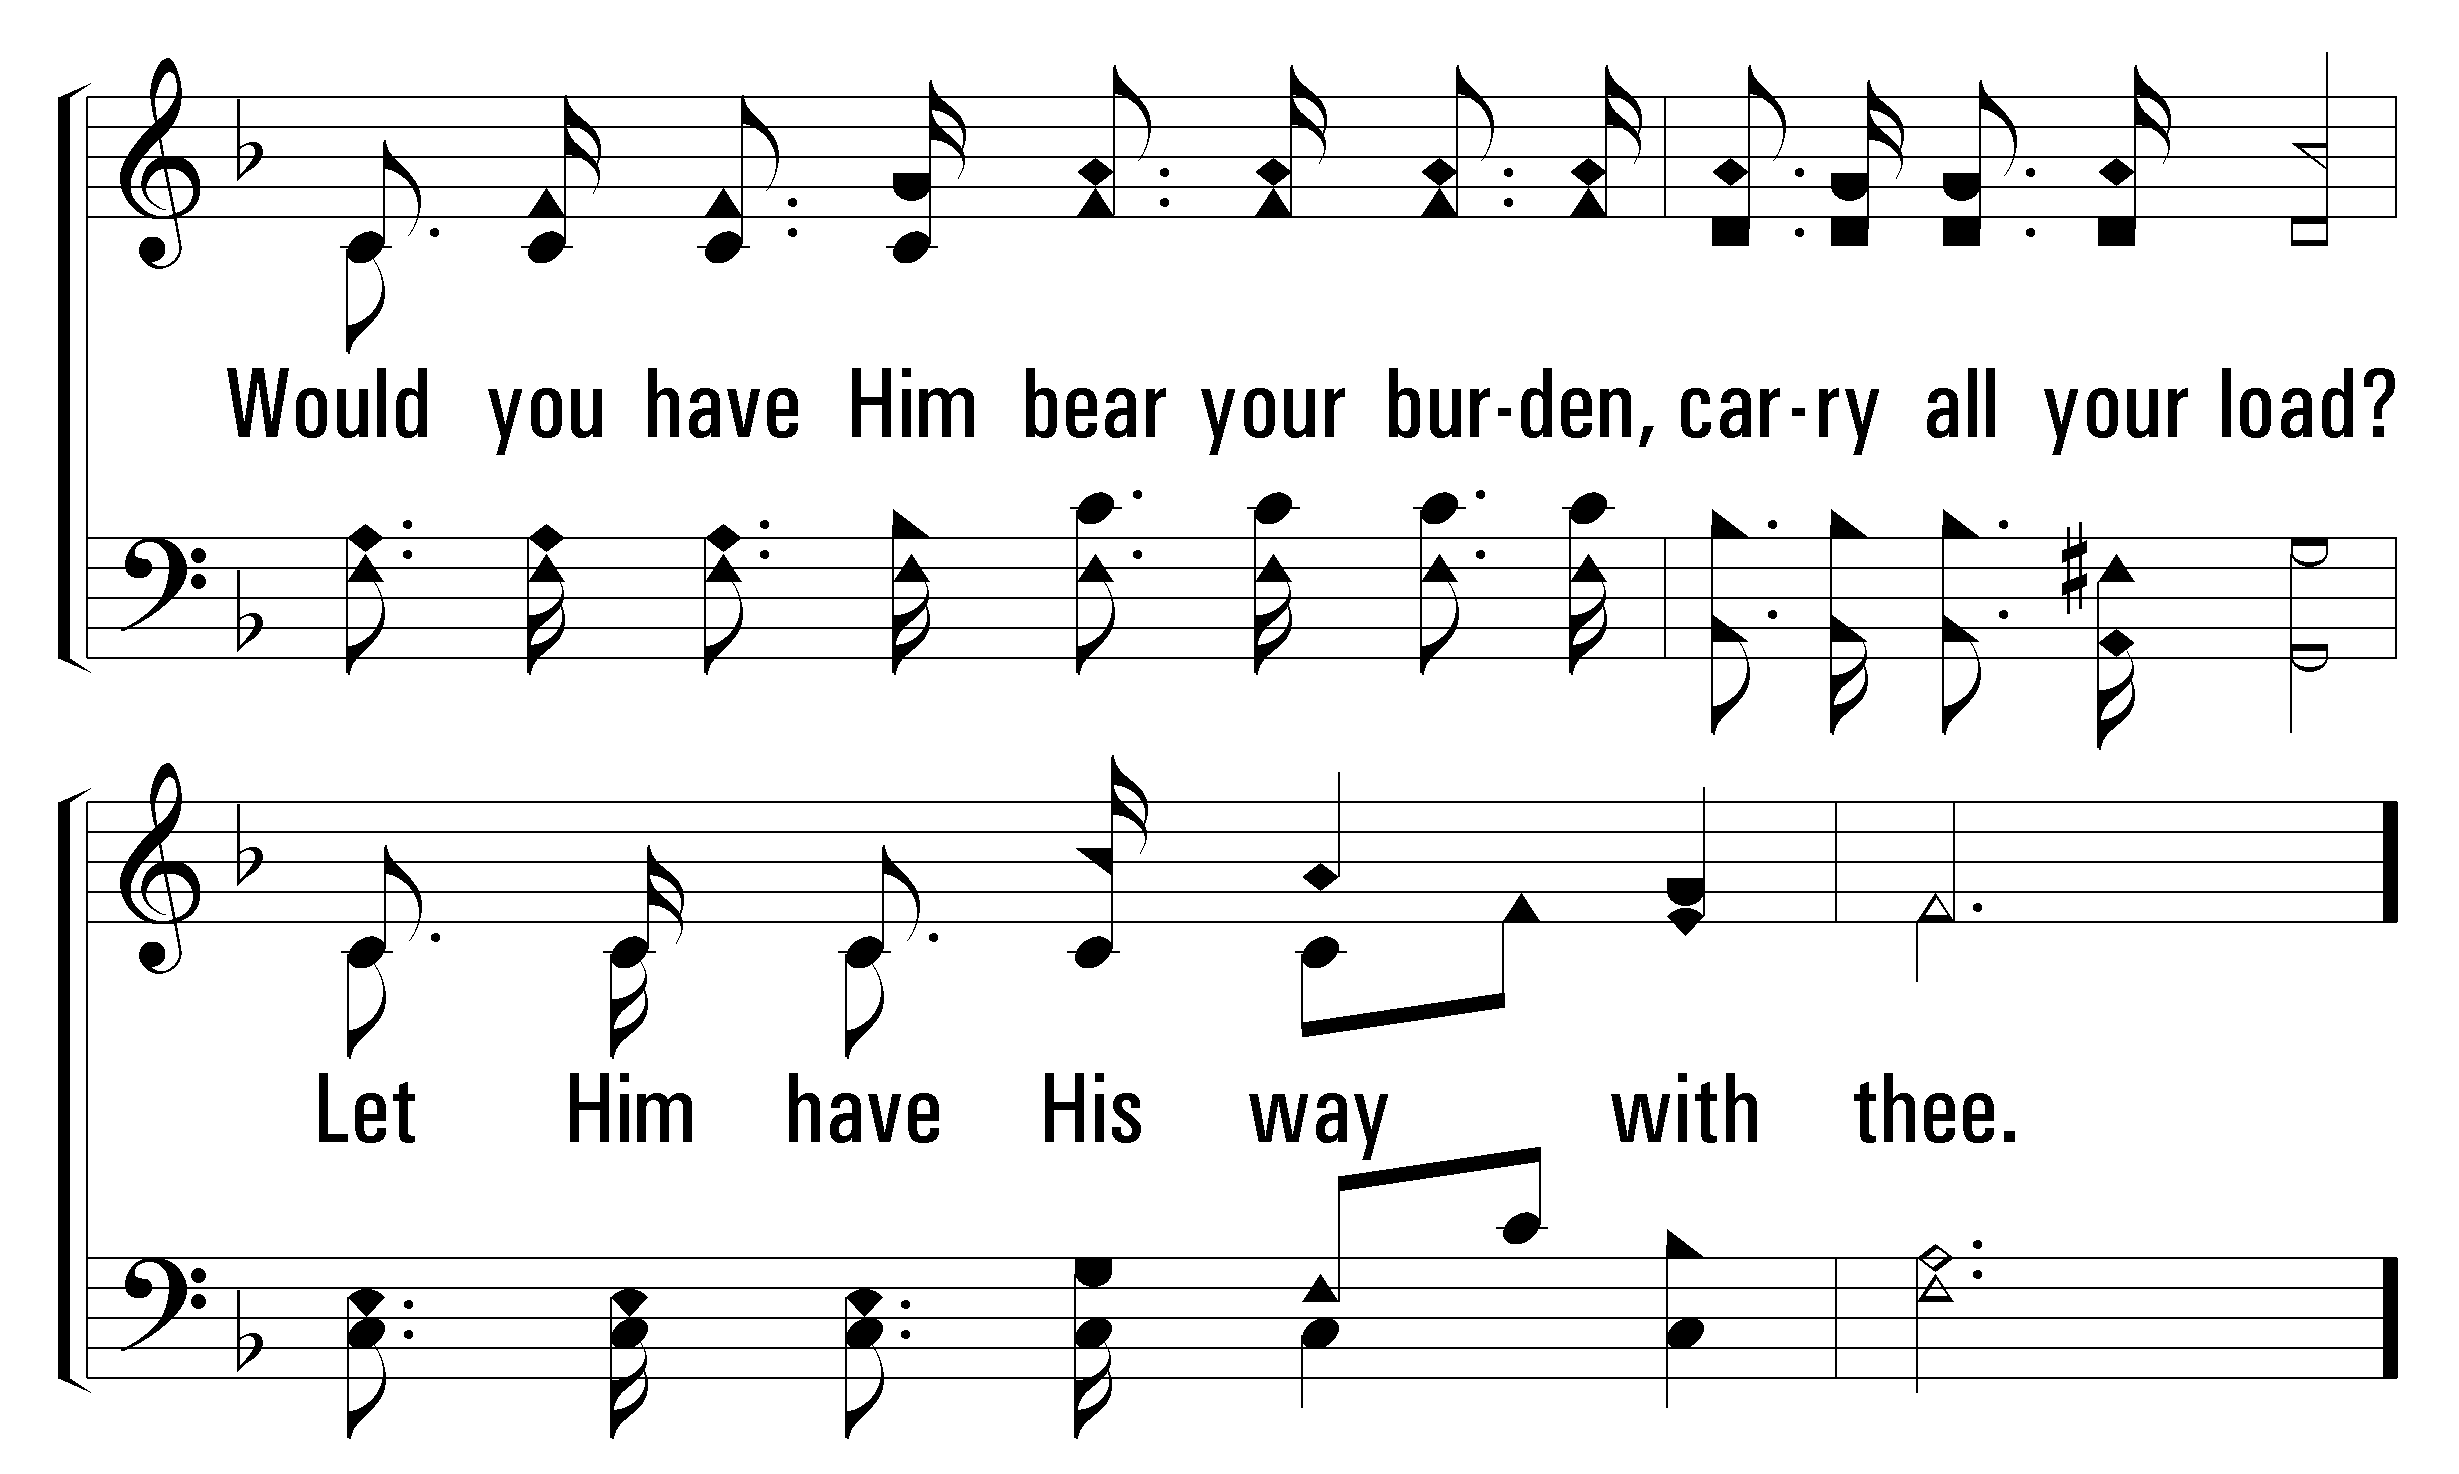 Would you have Him bear your bur-den, car-ry all your load?
Let Him have His way with thee.